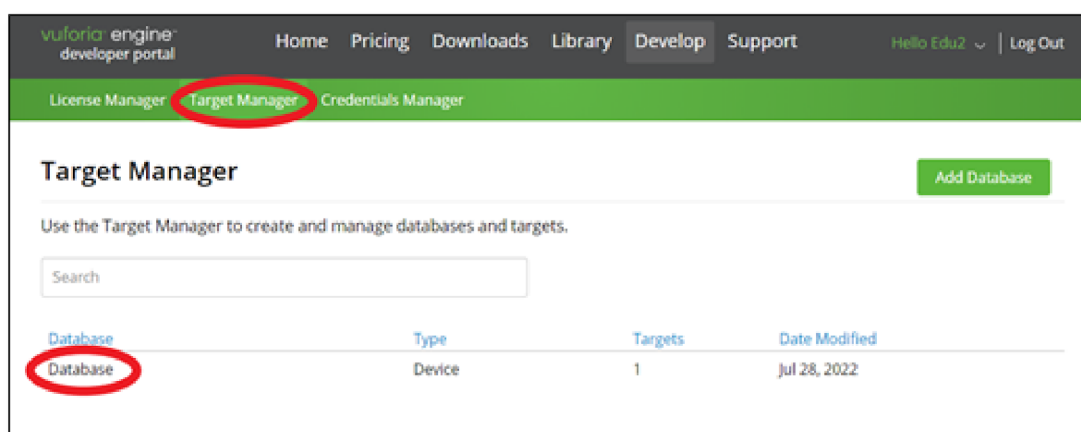 vuforia engine
developer portal
Home Pricing Downloads Library Develop Support Hello Edu2 Log Out
License Manager Target Manager Credentials Manager
Target Manager
Add Database
Use the Target Manager to create and manage databases and targets.
Search
Database Type Targets Date Modified
Database Device 1 Jul 28, 2022